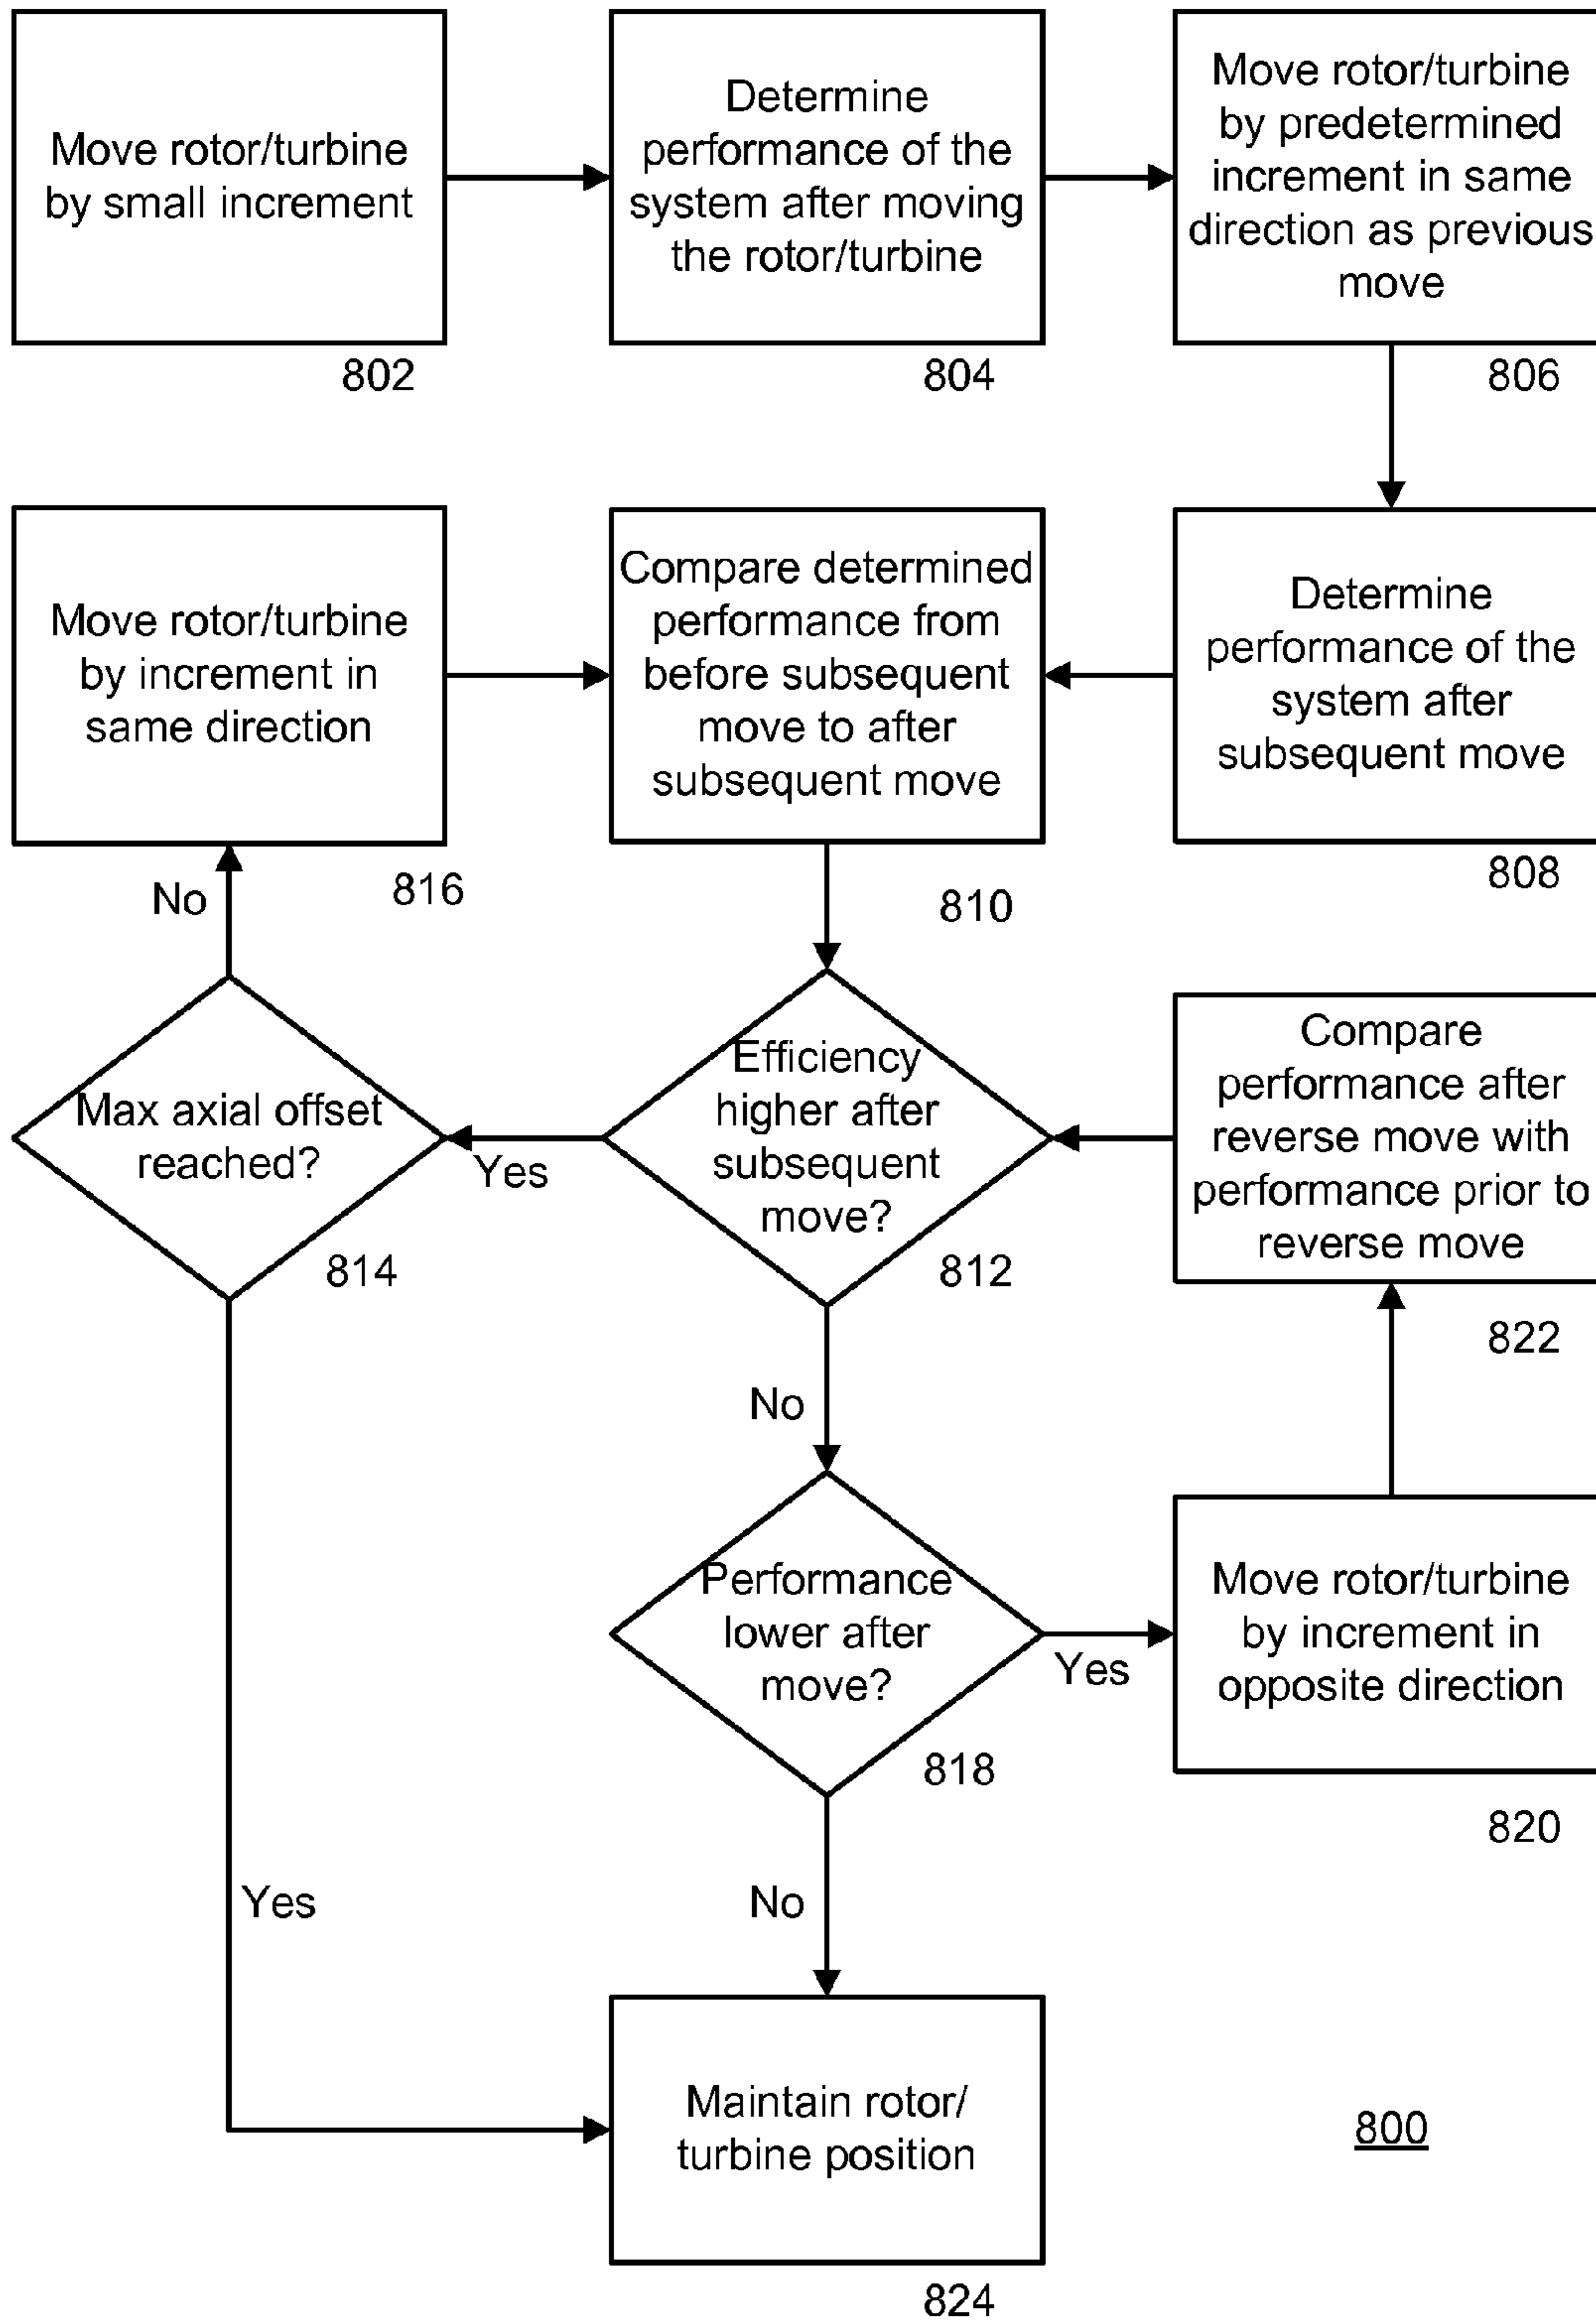 Move rotor/turbine
by small increment
802
Determine
performance of the
system after moving
the rotor/turbine
804
Move rotor/turbine
by predetermined
increment in same
direction as previous
move
806
Move rotor/turbine
by increment in
same direction
816
Compare determined
performance from
before subsequent
move to after
subsequent move
810
Determine
performance of the
system after
subsequent move
808
No
Max axial offset
reached?
814
Yes
Efficiency
higher after
subsequent
move?
812
Compare
performance after
reverse move with
performance prior to
reverse move
822
No
Performance
lower after
move?
818
Yes
Move rotor/turbine
by increment in
opposite direction
820
Yes
No
Maintain rotor/
turbine position
824
800